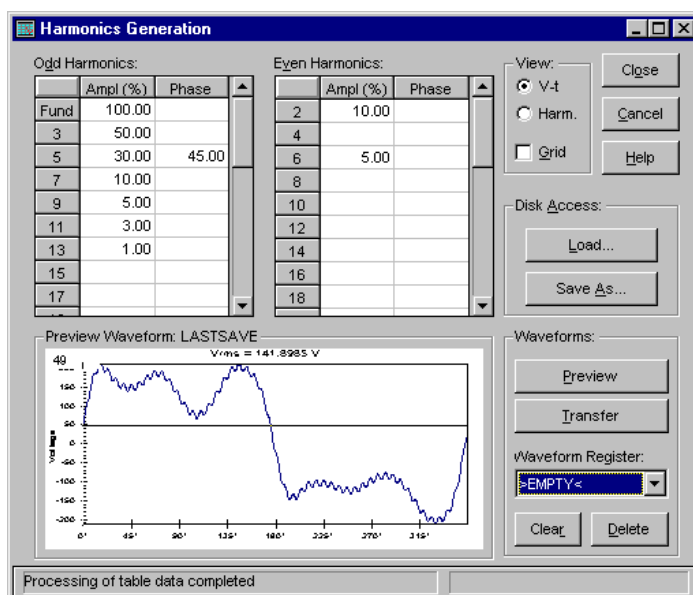 Harmonics Generation
Odd Harmonics:
Ampl (%) Phase
Fund 100.00
3 50.00
5 30.00 45.00
7 10.00
9 5.00
11 3.00
13 1.00
15
17
Even Harmonics:
Ampl (%) Phase
2 10.00
4
6 5.00
8
10
12
14
16
18
View:
V-t
Harm.
Grid
Close
Cancel
Help
Disk Access:
Load...
Save As...
Preview Waveform: LASTSAVE
Vrms = 141.8985 V
49
150
100
50
0
-50
-100
-150
-200
Voltage
0° 45° 90° 135° 180° 225° 270° 315°
Waveforms:
Preview
Transfer
Waveform Register:
>EMPTY<
Clear Delete
Processing of table data completed